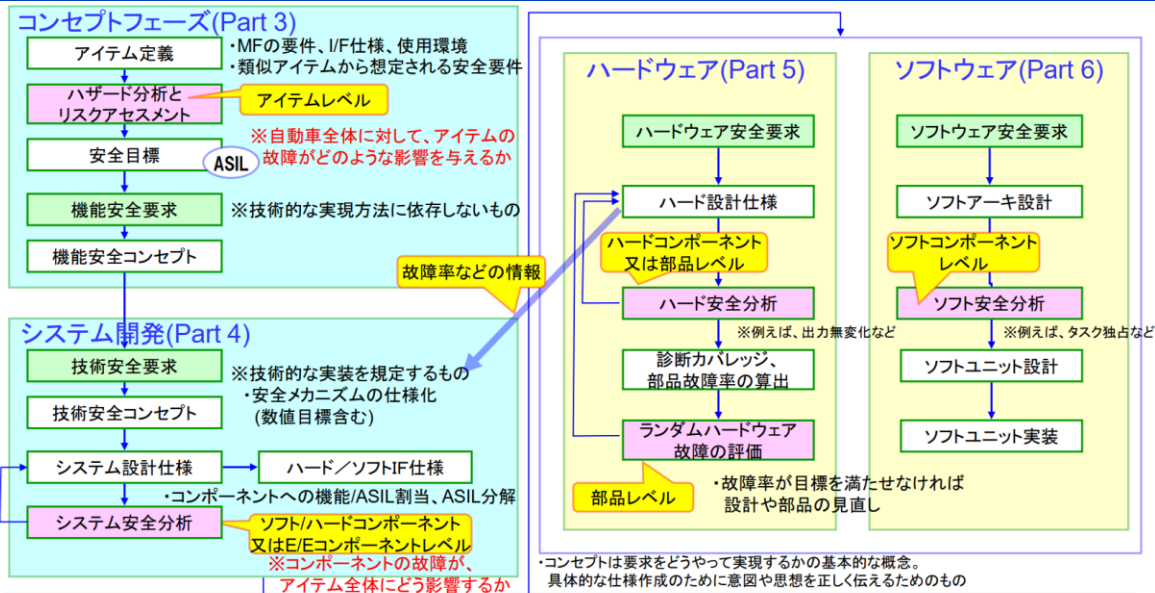 コンセプトフェーズ(Part 3)
アイテム定義
・MFの要件、I/F仕様、使用環境
・類似アイテムから想定される安全要件
ハザード分析と
リスクアセスメント
アイテムレベル
※自動車全体に対して、アイテムの
故障がどのような影響を与えるか
安全目標
ASIL
機能安全要求
※技術的な実現方法に依存しないもの
機能安全コンセプト
故障率などの情報
システム開発(Part 4)
技術安全要求
※技術的な実装を規定するもの
・安全メカニズムの仕様化
(数値目標含む)
技術安全コンセプト
システム設計仕様
ハード／ソフトIF仕様
・コンポーネントへの機能/ASIL割当、ASIL分解
システム安全分析
ソフト/ハードコンポーネント
又はE/Eコンポーネントレベル
※コンポーネントの故障が、
アイテム全体にどう影響するか
ハードウェア(Part 5)
ハードウェア安全要求
ハード設計仕様
ハードコンポーネント
又は部品レベル
ハード安全分析
※例えば、出力無変化など
診断カバレッジ、
部品故障率の算出
ランダムハードウェア
故障の評価
部品レベル
・故障率が目標を満たせなければ
設計や部品の見直し
ソフトウェア(Part 6)
ソフトウェア安全要求
ソフトアーキ設計
ソフトコンポーネント
レベル
ソフト安全分析
※例えば、タスク独占など
ソフトユニット設計
ソフトユニット実装
・コンセプトは要求をどうやって実現するかの基本的な概念。
具体的な仕様作成のために意図や思想を正しく伝えるためのもの